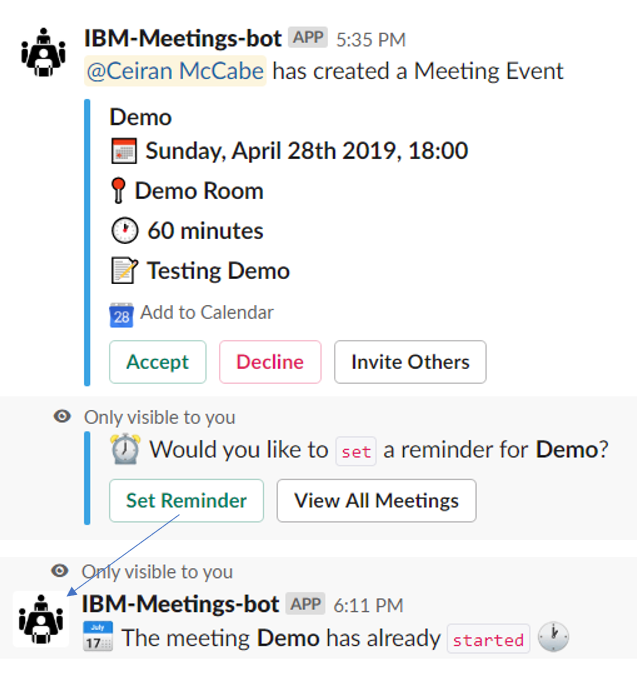 IBM-Meetings-bot APP 5:35 PM
@Ceiran McCabe has created a Meeting Event
Demo
Sunday, April 28th 2019, 18:00
Demo Room
60 minutes
Testing Demo
28 Add to Calendar
Accept Decline Invite Others
Only visible to you
Would you like to set a reminder for Demo?
Set Reminder View All Meetings
Only visible to you
IBM-Meetings-bot APP 6:11 PM
July
17 The meeting Demo has already started